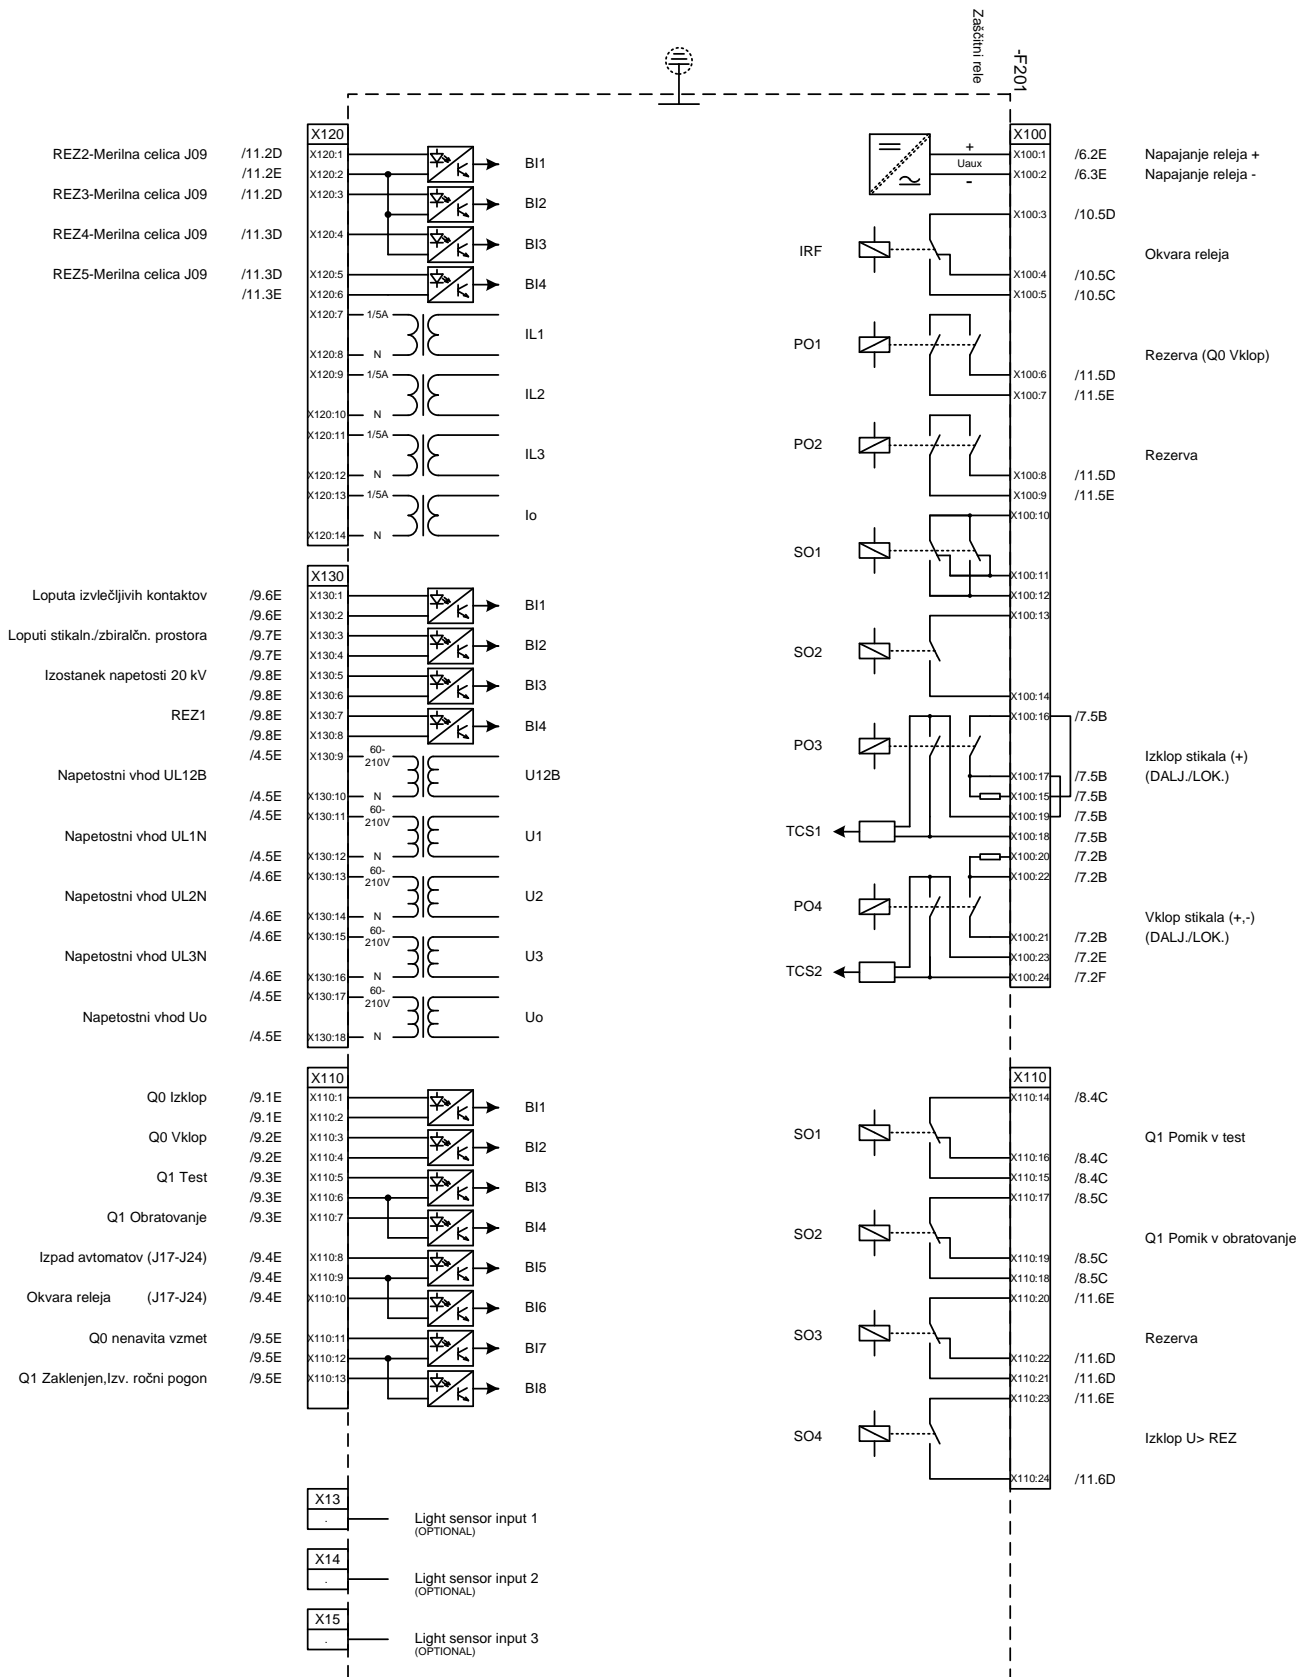 Zaščitni rele
-F201
X120
REZ2-Merilna celica J09 /11.2D X120:1 BI1
/11.2E X120:2
REZ3-Merilna celica J09 /11.2D X120:3 BI2
REZ4-Merilna celica J09 /11.3D X120:4 BI3
REZ5-Merilna celica J09 /11.3D X120:5 BI4
/11.3E X120:6
X120:7 1/5A IL1
X120:8 N
X120:9 1/5A IL2
X120:10 N
X120:11 1/5A IL3
X120:12 N
X120:13 1/5A Io
X120:14 N
X130
Loputa izvlečljivih kontaktov /9.6E X130:1 BI1
/9.6E X130:2
Loputi stikaln./zbiralčn. prostora /9.7E X130:3 BI2
/9.7E X130:4
Izostanek napetosti 20 kV /9.8E X130:5 BI3
/9.8E X130:6
REZ1 /9.8E X130:7 BI4
/9.8E X130:8
/4.5E X130:9 60-210V
Napetostni vhod UL12B U12B
/4.5E X130:10 N
/4.5E X130:11 60-210V
Napetostni vhod UL1N U1
/4.5E X130:12 N
/4.6E X130:13 60-210V
Napetostni vhod UL2N U2
/4.6E X130:14 N
/4.6E X130:15 60-210V
Napetostni vhod UL3N U3
/4.6E X130:16 N
/4.5E X130:17 60-210V
Napetostni vhod Uo Uo
/4.5E X130:18 N
X110
Q0 Izklop /9.1E X110:1 BI1
/9.1E X110:2
Q0 Vklop /9.2E X110:3 BI2
/9.2E X110:4
Q1 Test /9.3E X110:5 BI3
/9.3E X110:6
Q1 Obratovanje /9.3E X110:7 BI4
Izpad avtomatov (J17-J24) /9.4E X110:8 BI5
/9.4E X110:9
Okvara releja (J17-J24) /9.4E X110:10 BI6
Q0 nenavita vzmet /9.5E X110:11 BI7
/9.5E X110:12
Q1 Zaklenjen,Izv. ročni pogon /9.5E X110:13 BI8
X13
. Light sensor input 1
(OPTIONAL)
X14
. Light sensor input 2
(OPTIONAL)
X15
. Light sensor input 3
(OPTIONAL)
X100
+ X100:1 /6.2E Napajanje releja +
Uaux
- X100:2 /6.3E Napajanje releja -
X100:3 /10.5D
IRF Okvara releja
X100:4 /10.5C
X100:5 /10.5C
PO1 Rezerva (Q0 Vklop)
X100:6 /11.5D
X100:7 /11.5E
PO2 Rezerva
X100:8 /11.5D
X100:9 /11.5E
X100:10
SO1
X100:11
X100:12
X100:13
SO2
X100:14
X100:16 /7.5B
PO3 Izklop stikala (+)
(DALJ./LOK.)
X100:17 /7.5B
X100:15 /7.5B
X100:19 /7.5B
TCS1 X100:18 /7.5B
X100:20 /7.2B
X100:22 /7.2B
PO4 Vklop stikala (+,-)
(DALJ./LOK.)
X100:21 /7.2B
X100:23 /7.2E
TCS2 X100:24 /7.2F
X110
X110:14 /8.4C
SO1 Q1 Pomik v test
X110:16 /8.4C
X110:15 /8.4C
X110:17 /8.5C
SO2 Q1 Pomik v obratovanje
X110:19 /8.5C
X110:18 /8.5C
X110:20 /11.6E
SO3 Rezerva
X110:22 /11.6D
X110:21 /11.6D
X110:23 /11.6E
SO4 Izklop U> REZ
X110:24 /11.6D